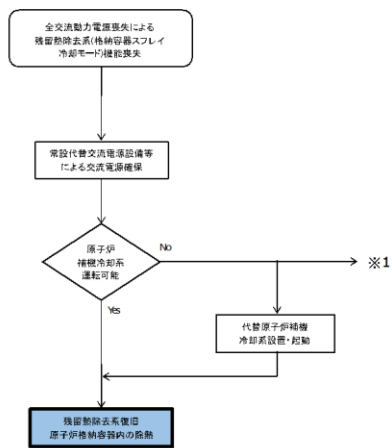 全交流動力電源喪失による
残留熱除去系(格納容器スプレイ
冷却モード)機能喪失
常設代替交流電源設備等
による交流電源確保
原子炉
補機冷却系
運転可能
No
※1
Yes
代替原子炉補機
冷却系設置・起動
残留熱除去系復旧
原子炉格納容器内の除熱